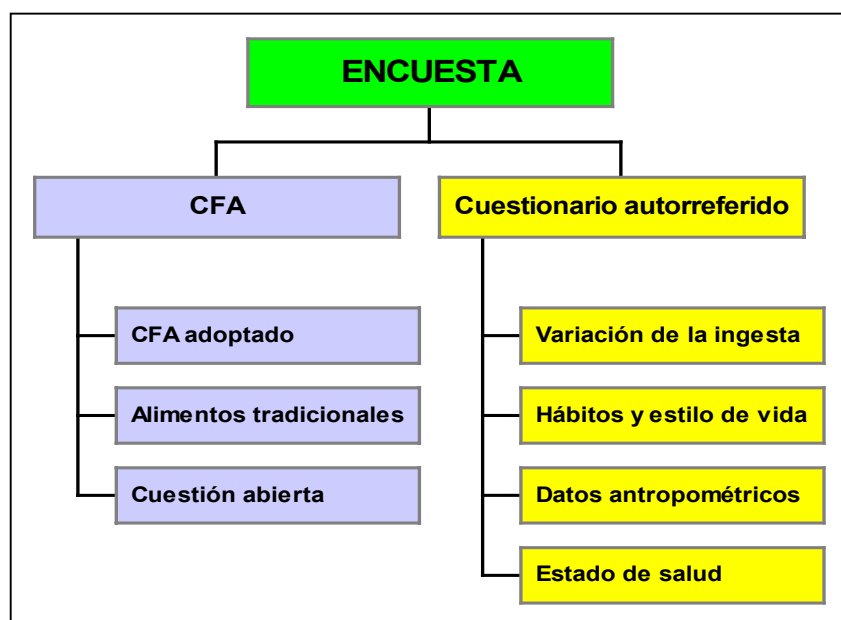 ENCUESTA
CFA
Cuestionario autorreferido
CFA adoptado
Alimentos tradicionales
Cuestión abierta
Variación de la ingesta
Hábitos y estilo de vida
Datos antropométricos
Estado de salud